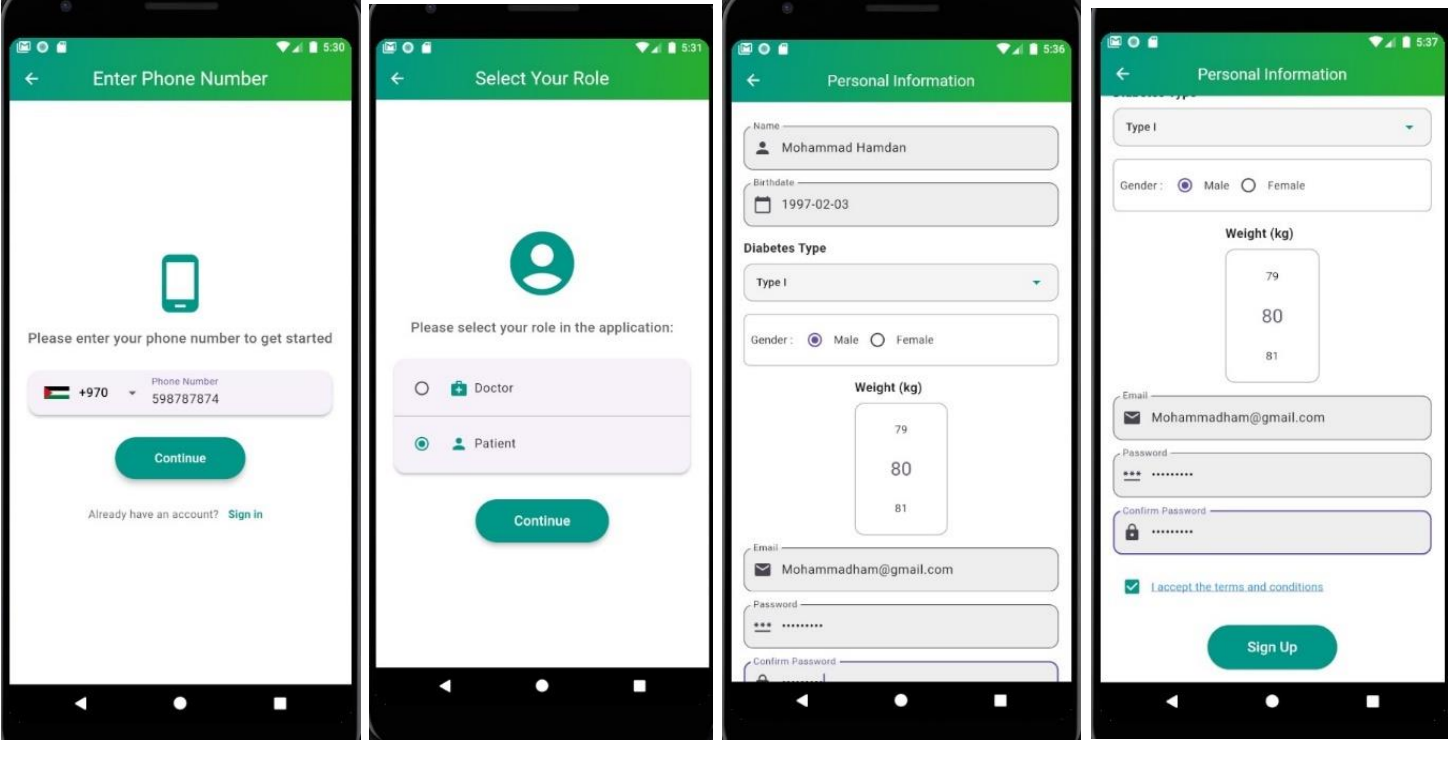 5:30
Enter Phone Number
Please enter your phone number to get started
Phone Number
+970 598787874
Continue
Already have an account? Sign in
5:31
Select Your Role
Please select your role in the application:
Doctor
Patient
Continue
5:36
Personal Information
Name
Mohammad Hamdan
Birthdate
1997-02-03
Diabetes Type
Type I
Gender : Male Female
Weight (kg)
79
80
81
Email
Mohammadham@gmail.com
Password
•••••••••
Confirm Password
5:37
Personal Information
Diabetes Type
Type I
Gender : Male Female
Weight (kg)
79
80
81
Email
Mohammadham@gmail.com
Password
•••••••••
Confirm Password
•••••••••
I accept the terms and conditions
Sign Up